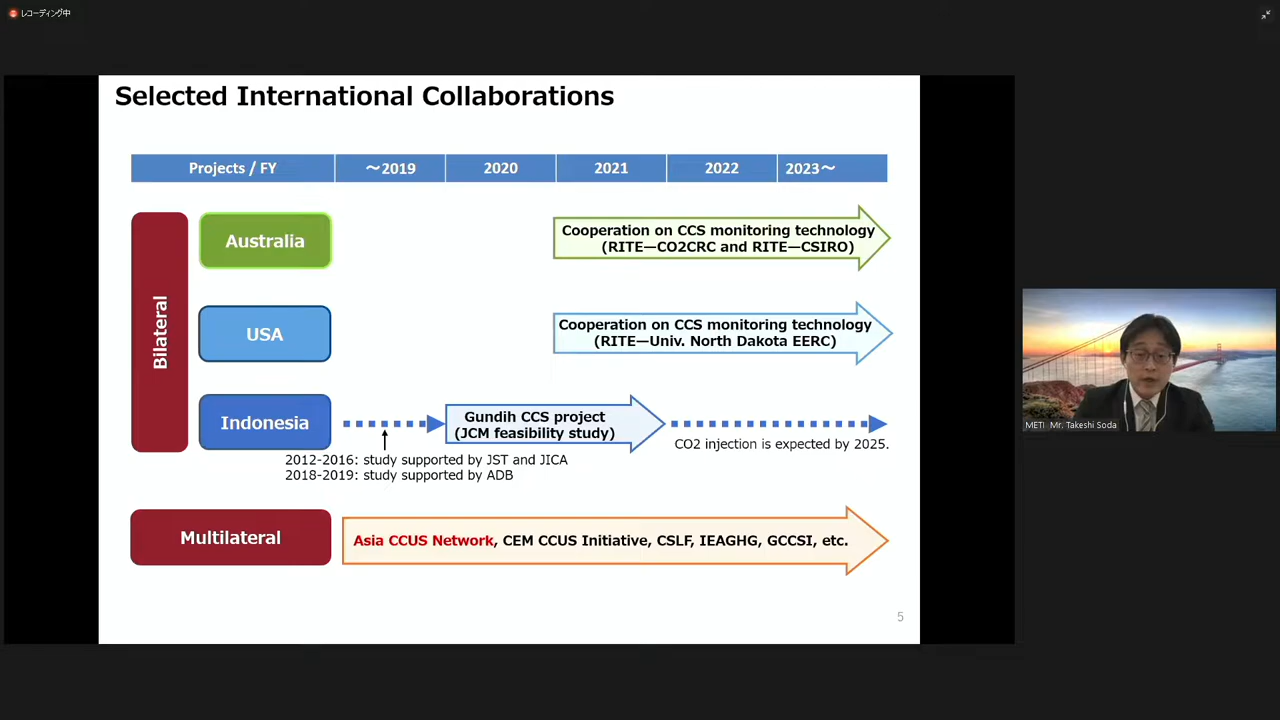 レコーディング中
Selected International Collaborations
Projects / FY
～2019
2020
2021
2022
2023～
Bilateral
Australia
Cooperation on CCS monitoring technology
(RITE—CO2CRC and RITE—CSIRO)
USA
Cooperation on CCS monitoring technology
(RITE—Univ. North Dakota EERC)
Indonesia
Gundih CCS project
(JCM feasibility study)
CO2 injection is expected by 2025.
2012-2016: study supported by JST and JICA
2018-2019: study supported by ADB
Multilateral
Asia CCUS Network, CEM CCUS Initiative, CSLF, IEAGHG, GCCSI, etc.
5
METI Mr. Takeshi Soda